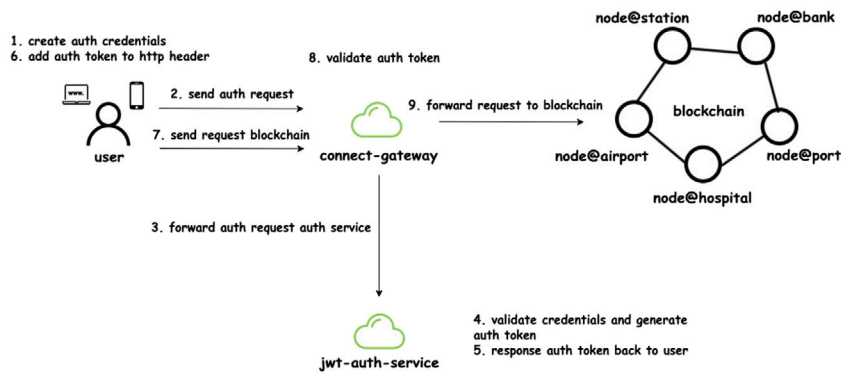 node@station
node@bank
1. create auth credentials
6. add auth token to http header
8. validate auth token
www.
2. send auth request
9. forward request to blockchain
blockchain
7. send request blockchain
user
connect-gateway
node@airport
node@port
node@hospital
3. forward auth request auth service
4. validate credentials and generate
auth token
5. response auth token back to user
jwt-auth-service